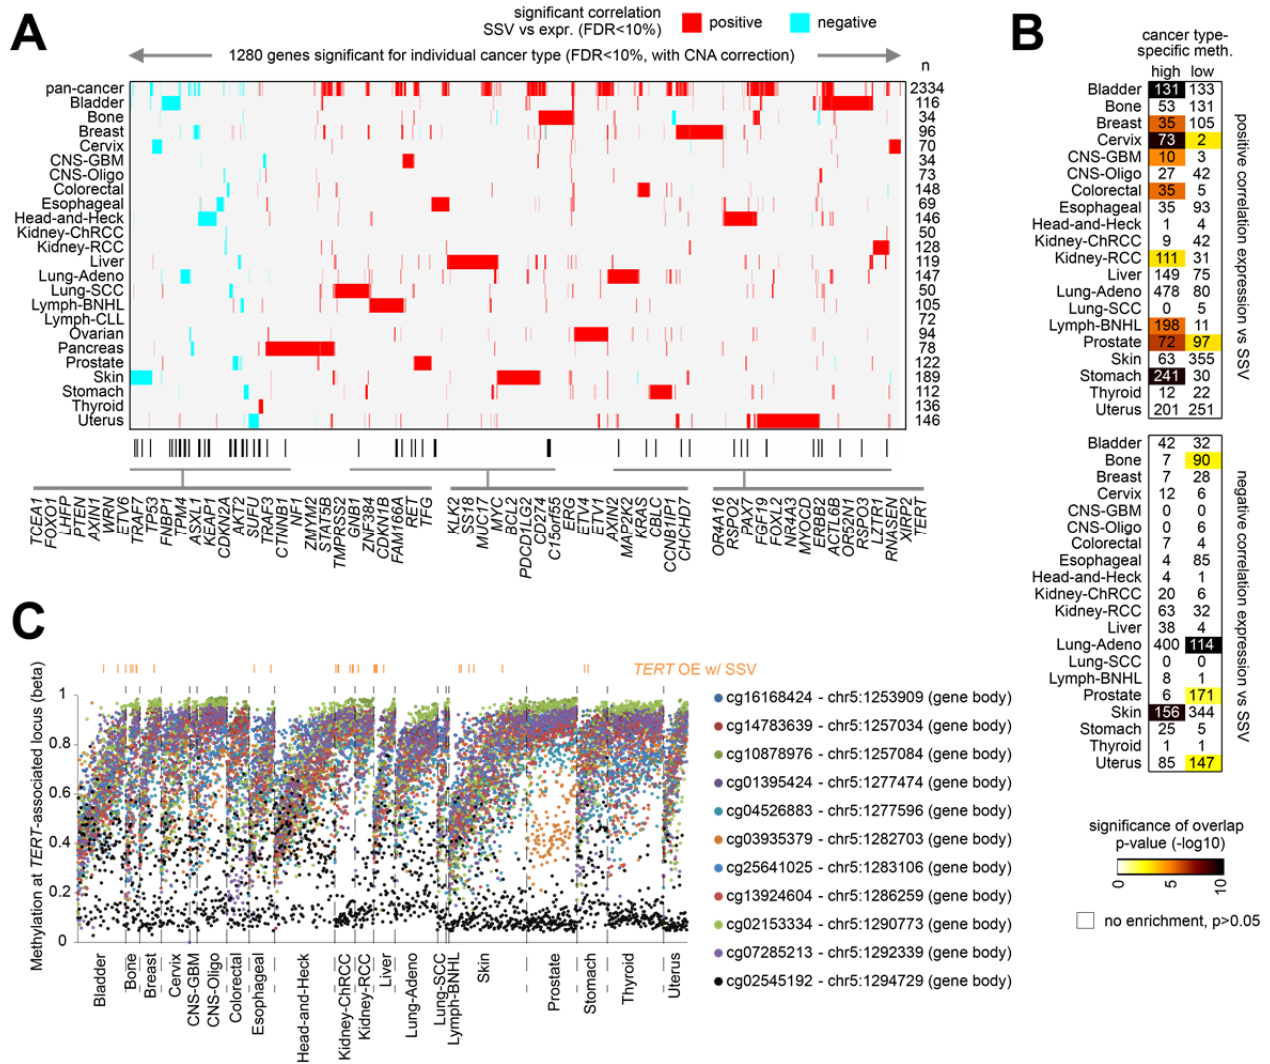 A
significant correlation
SSV vs expr. (FDR<10%)
positive
negative
1280 genes significant for individual cancer type (FDR<10%, with CNA correction)
n
pan-cancer 2334
Bladder 116
Bone 34
Breast 96
Cervix 70
CNS-GBM 34
CNS-Oligo 73
Colorectal 148
Esophageal 69
Head-and-Heck 146
Kidney-ChRCC 50
Kidney-RCC 128
Liver 119
Lung-Adeno 147
Lung-SCC 50
Lymph-BNHL 105
Lymph-CLL 72
Ovarian 94
Pancreas 78
Prostate 122
Skin 189
Stomach 112
Thyroid 136
Uterus 146
TCEA1
FOXO1
LHFP
PTEN
WRN
AXIN1
ETV6
TRAF7
TP53
FNBP1
TPM4
ASXL1
KEAP1
CDKN2A
AKT2
SUFU
TRAF3
CTNNB1
NF1
ZMYM2
STAT5B
TMPRSS2
GNB1
ZNF384
CDKN1B
FAM166A
RET
TFG
KLK2
SS18
MUC17
MYC
BCL2
PDCD1LG2
CD274
C15orf55
ERG
ETV4
ETV1
AXIN2
MAP2K2
KRAS
CBLC
CCNB1IP1
CHCHD7
OR4A16
RSPO2
PAX7
FGF19
FOXL2
NR4A3
MYOCD
ERBB2
ACTL6B
OR52N1
RSPO3
LZTR1
RNASEN
XIRP2
TERT
B
cancer type-
specific meth.
high low
Bladder 131 133
Bone 53 131
Breast 35 105
Cervix 73 2
CNS-GBM 10 3
CNS-Oligo 27 42
Colorectal 35 5
Esophageal 35 93
Head-and-Heck 1 4
Kidney-ChRCC 9 42
Kidney-RCC 111 31
Liver 149 75
Lung-Adeno 478 80
Lung-SCC 0 5
Lymph-BNHL 198 11
Prostate 72 97
Skin 63 355
Stomach 241 30
Thyroid 12 22
Uterus 201 251
positive correlation expression vs SSV
Bladder 42 32
Bone 7 90
Breast 7 28
Cervix 12 6
CNS-GBM 0 0
CNS-Oligo 0 6
Colorectal 7 4
Esophageal 4 85
Head-and-Heck 4 1
Kidney-ChRCC 20 6
Kidney-RCC 63 32
Liver 38 4
Lung-Adeno 400 114
Lung-SCC 0 0
Lymph-BNHL 8 1
Prostate 6 171
Skin 156 344
Stomach 25 5
Thyroid 1 1
Uterus 85 147
negative correlation expression vs SSV
significance of overlap
p-value (-log10)
0 5 10
no enrichment, p>0.05
C
TERT OE w/ SSV
Methylation at TERT-associated locus (beta)
1
0.8
0.6
0.4
0.2
0
Bladder
Bone
Breast
Cervix
CNS-GBM
CNS-Oligo
Colorectal
Esophageal
Head-and-Heck
Kidney-ChRCC
Kidney-RCC
Liver
Lung-Adeno
Lung-SCC
Lymph-BNHL
Skin
Prostate
Stomach
Thyroid
Uterus
cg16168424 - chr5:1253909 (gene body)
cg14783639 - chr5:1257034 (gene body)
cg10878976 - chr5:1257084 (gene body)
cg01395424 - chr5:1277474 (gene body)
cg04526883 - chr5:1277596 (gene body)
cg03935379 - chr5:1282703 (gene body)
cg25641025 - chr5:1283106 (gene body)
cg13924604 - chr5:1286259 (gene body)
cg02153334 - chr5:1290773 (gene body)
cg07285213 - chr5:1292339 (gene body)
cg02545192 - chr5:1294729 (gene body)